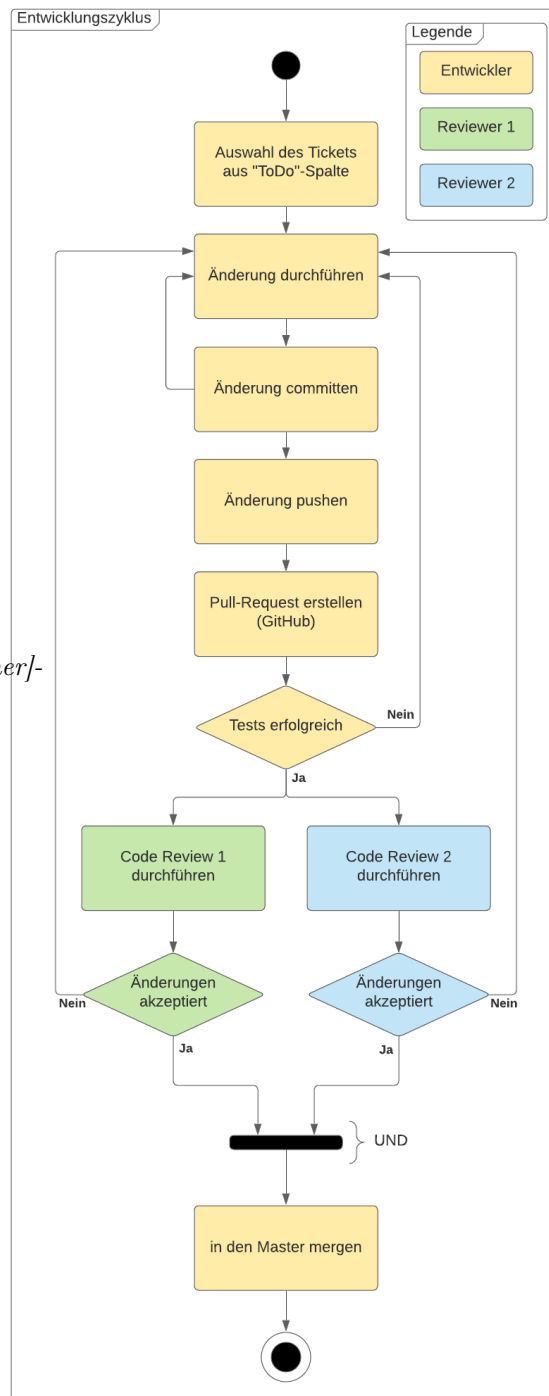 Entwicklungszyklus
Legende
Entwickler
Reviewer 1
Reviewer 2
Auswahl des Tickets
aus "ToDo"-Spalte
Änderung durchführen
Änderung committen
Änderung pushen
Pull-Request erstellen
(GitHub)
er]-
Tests erfolgreich
Nein
Ja
Code Review 1
durchführen
Code Review 2
durchführen
Änderungen
akzeptiert
Änderungen
akzeptiert
Nein
Nein
Ja
Ja
UND
in den Master mergen